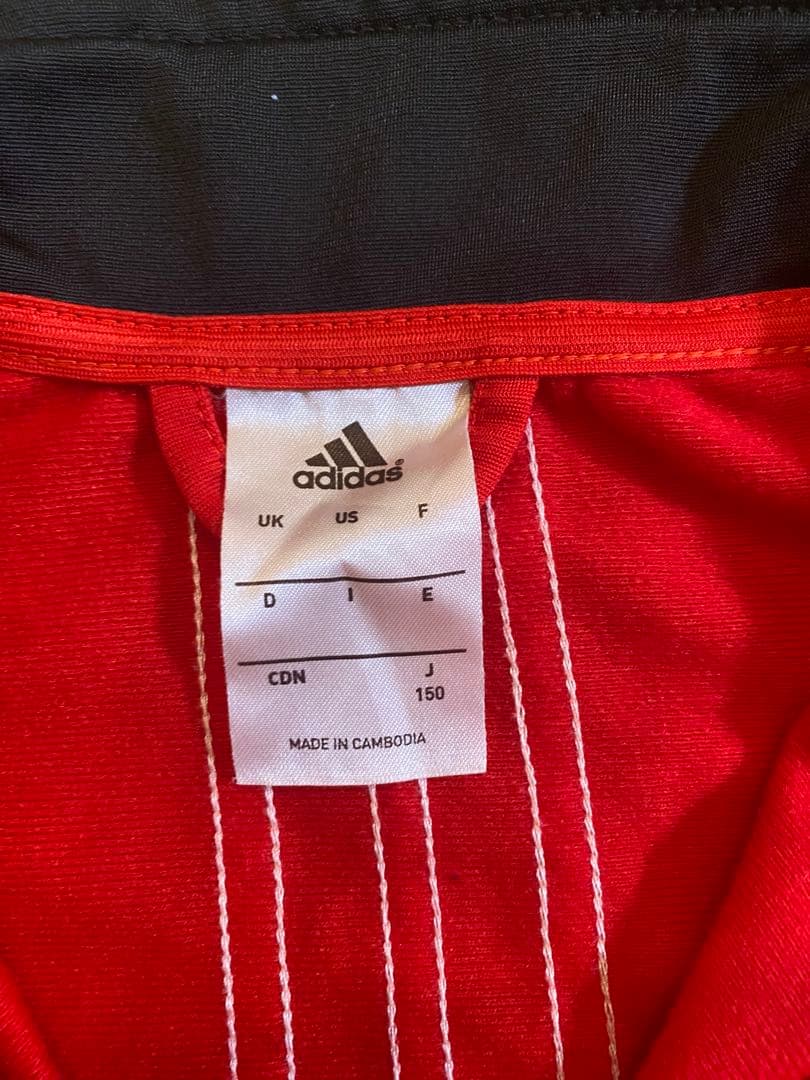 adidas®
UK US F
D I E
CDN J
150
MADE IN CAMBODIA